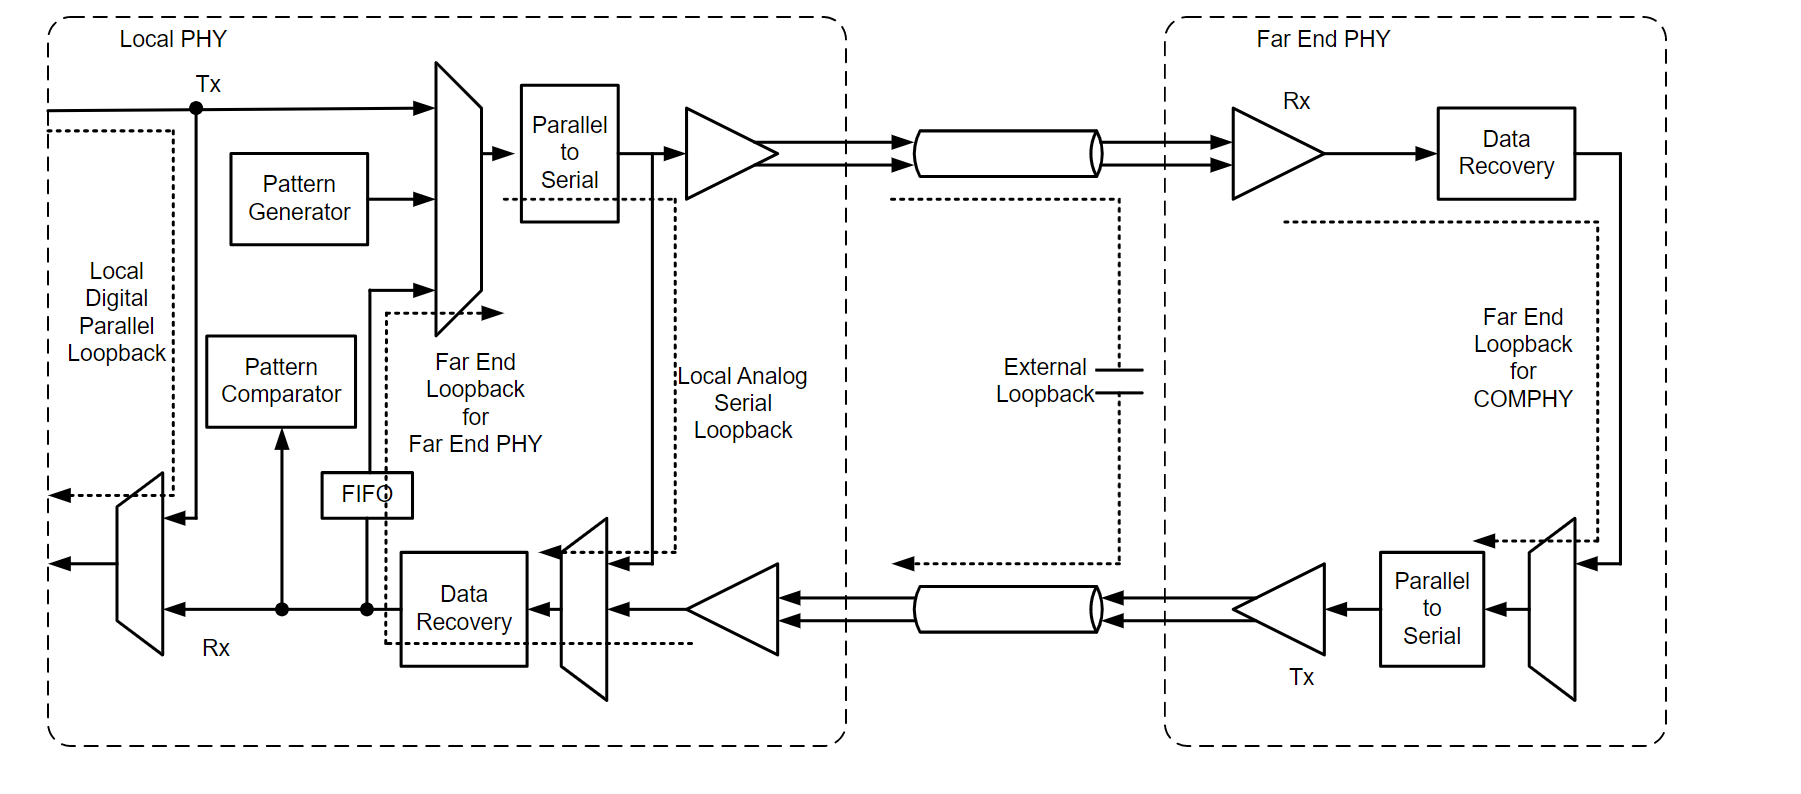 Local PHY
Far End PHY
Tx
Rx
Parallel
to
Serial
Data
Recovery
Pattern
Generator
Local
Digital
Parallel
Loopback
Pattern
Comparator
Far End
Loopback
for
Far End PHY
Local Analog
Serial
Loopback
External
Loopback
Far End
Loopback
for
COMPHY
FIFO
Data
Recovery
Parallel
to
Serial
Rx
Tx